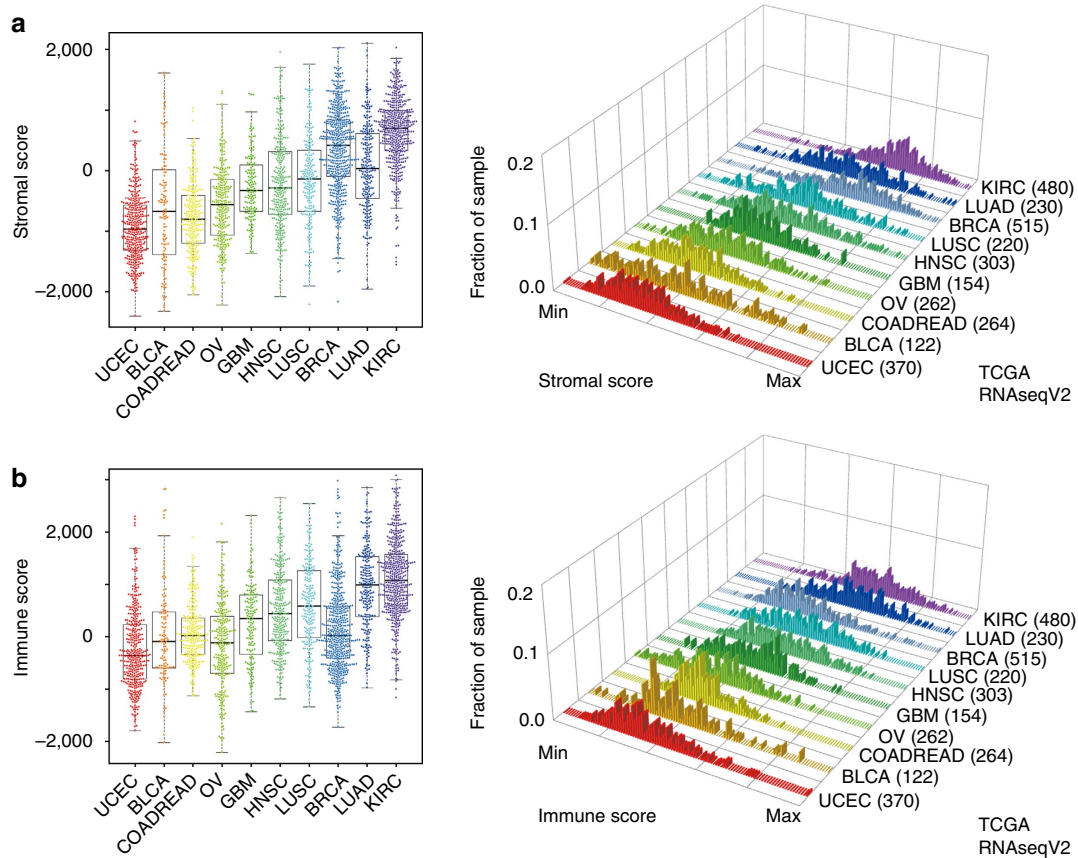 a
Stromal score
2,000
0
−2,000
UCEC
BLCA
COADREAD
OV
GBM
HNSC
LUSC
BRCA
LUAD
KIRC
Fraction of sample
0.2
0.1
0.0
Min
Stromal score
Max
KIRC (480)
LUAD (230)
BRCA (515)
LUSC (220)
HNSC (303)
GBM (154)
OV (262)
COADREAD (264)
BLCA (122)
UCEC (370)
TCGA
RNAseqV2
b
Immune score
2,000
0
−2,000
UCEC
BLCA
COADREAD
OV
GBM
HNSC
LUSC
BRCA
LUAD
KIRC
Fraction of sample
0.2
0.1
0.0
Min
Immune score
Max
KIRC (480)
LUAD (230)
BRCA (515)
LUSC (220)
HNSC (303)
GBM (154)
OV (262)
COADREAD (264)
BLCA (122)
UCEC (370)
TCGA
RNAseqV2